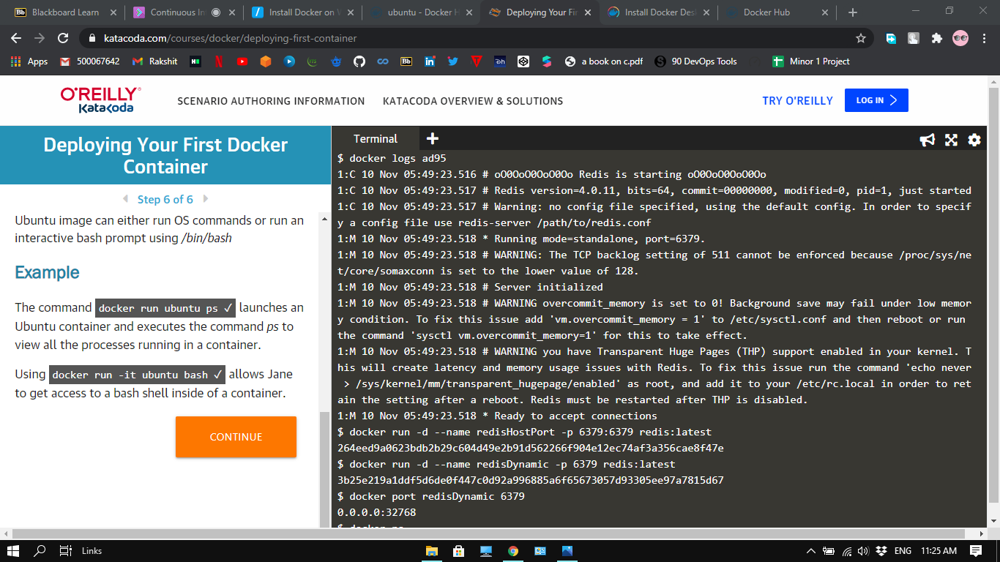 Blackboard Learn
Continuous In
Install Docker on W
ubuntu - Docker H
Deploying Your Fir
Install Docker Desk
Docker Hub
katacoda.com/courses/docker/deploying-first-container
Apps
500067642
Rakshit
Bb
in
a book on c.pdf
90 DevOps Tools
Minor 1 Project
O'REILLY
Katacoda
SCENARIO AUTHORING INFORMATION
KATACODA OVERVIEW & SOLUTIONS
TRY O'REILLY
LOG IN
Deploying Your First Docker
Container
Step 6 of 6
Ubuntu image can either run OS commands or run an
interactive bash prompt using /bin/bash
Example
The command docker run ubuntu ps ✓ launches an
Ubuntu container and executes the command ps to
view all the processes running in a container.
Using docker run -it ubuntu bash ✓ allows Jane
to get access to a bash shell inside of a container.
CONTINUE
Terminal
$ docker logs ad95
1:C 10 Nov 05:49:23.516 # oO0OoO0OoO0Oo Redis is starting oO0OoO0OoO0Oo
1:C 10 Nov 05:49:23.517 # Redis version=4.0.11, bits=64, commit=00000000, modified=0, pid=1, just started
1:C 10 Nov 05:49:23.517 # Warning: no config file specified, using the default config. In order to specif
y a config file use redis-server /path/to/redis.conf
1:M 10 Nov 05:49:23.518 * Running mode=standalone, port=6379.
1:M 10 Nov 05:49:23.518 # WARNING: The TCP backlog setting of 511 cannot be enforced because /proc/sys/ne
t/core/somaxconn is set to the lower value of 128.
1:M 10 Nov 05:49:23.518 # Server initialized
1:M 10 Nov 05:49:23.518 # WARNING overcommit_memory is set to 0! Background save may fail under low memor
y condition. To fix this issue add 'vm.overcommit_memory = 1' to /etc/sysctl.conf and then reboot or run
the command 'sysctl vm.overcommit_memory=1' for this to take effect.
1:M 10 Nov 05:49:23.518 # WARNING you have Transparent Huge Pages (THP) support enabled in your kernel. T
his will create latency and memory usage issues with Redis. To fix this issue run the command 'echo never
 > /sys/kernel/mm/transparent_hugepage/enabled' as root, and add it to your /etc/rc.local in order to ret
ain the setting after a reboot. Redis must be restarted after THP is disabled.
1:M 10 Nov 05:49:23.518 * Ready to accept connections
$ docker run -d --name redisHostPort -p 6379:6379 redis:latest
264eed9a0623bdb2b29c604d49e2b91d562266f904e12ec74af3a356cae8f47e
$ docker run -d --name redisDynamic -p 6379 redis:latest
3b25e219a1ddf5d6de0f447c0d92a996885a6f65673057d93305ee97a7815d67
$ docker port redisDynamic 6379
0.0.0.0:32768
$ docker ps
Links
ENG
11:25 AM